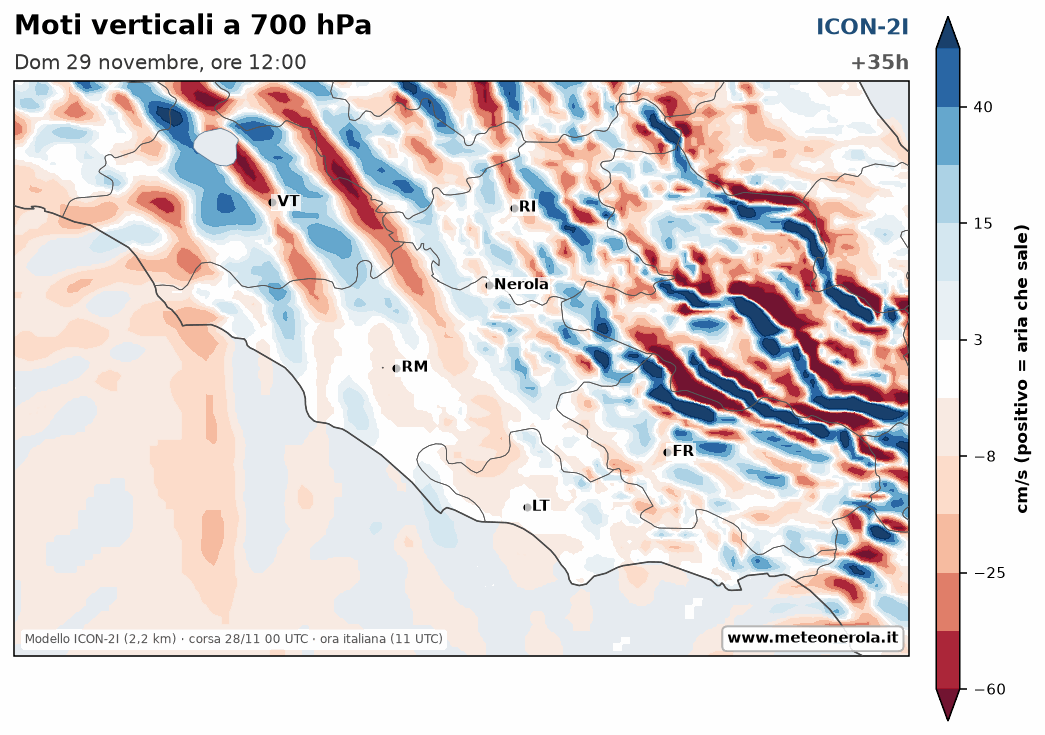 Moti verticali a 700 hPa
ICON-2I
Dom 29 novembre, ore 12:00
+35h
VT
RI
Nerola
RM
FR
LT
40
15
3
−8
−25
−60
cm/s (positivo = aria che sale)
Modello ICON-2I (2,2 km) · corsa 28/11 00 UTC · ora italiana (11 UTC)
www.meteonerola.it